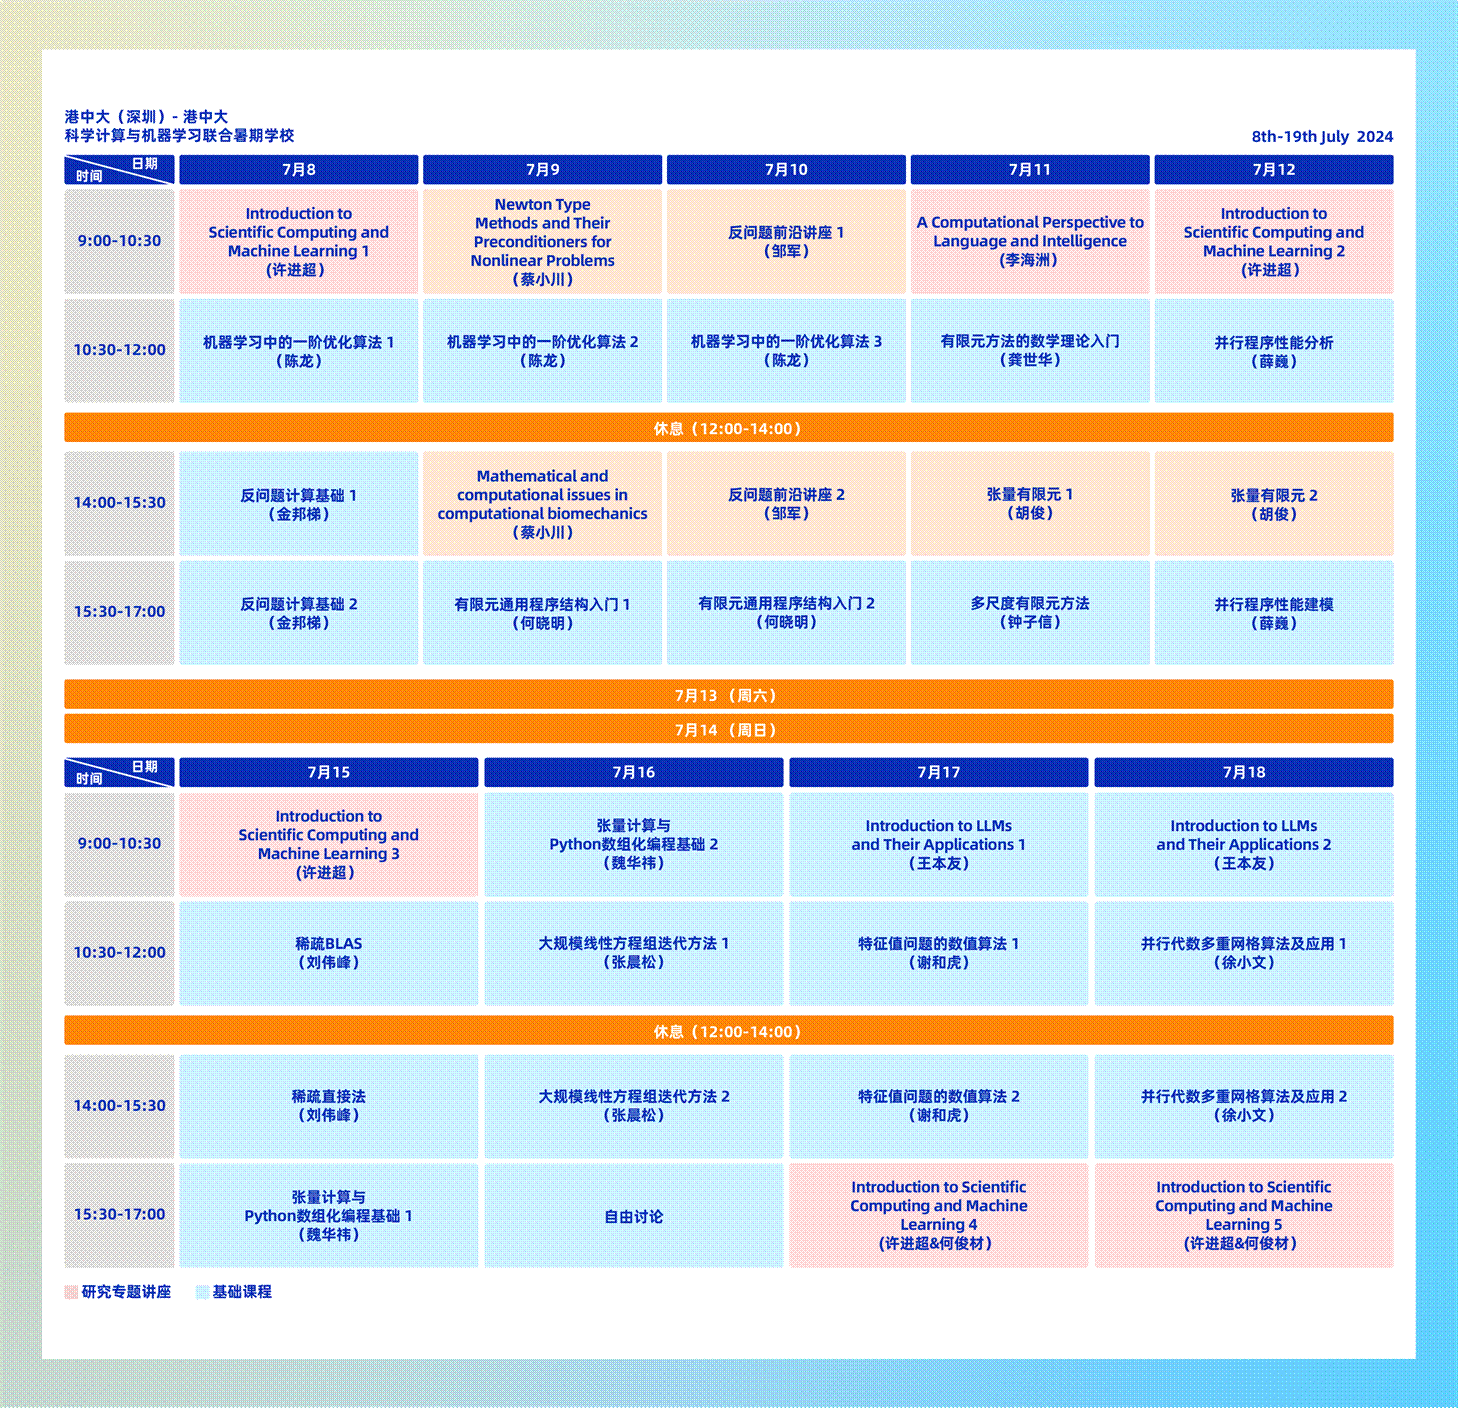 港中大（深圳）- 港中大
科学计算与机器学习联合暑期学校
8th-19th July 2024
日期
时间
7月8
7月9
7月10
7月11
7月12
9:00-10:30
Introduction to
Scientific Computing and
Machine Learning 1
(许进超)
Newton Type
Methods and Their
Preconditioners for
Nonlinear Problems
（蔡小川）
反问题前沿讲座 1
（邹军）
A Computational Perspective to
Language and Intelligence
(李海洲)
Introduction to
Scientific Computing and
Machine Learning 2
(许进超)
10:30-12:00
机器学习中的一阶优化算法 1
（陈龙）
机器学习中的一阶优化算法 2
（陈龙）
机器学习中的一阶优化算法 3
（陈龙）
有限元方法的数学理论入门
（龚世华）
并行程序性能分析
（薛巍）
休息（12:00-14:00）
14:00-15:30
反问题计算基础 1
（金邦梯）
Mathematical and
computational issues in
computational biomechanics
（蔡小川）
反问题前沿讲座 2
（邹军）
张量有限元 1
（胡俊）
张量有限元 2
（胡俊）
15:30-17:00
反问题计算基础 2
（金邦梯）
有限元通用程序结构入门 1
（何晓明）
有限元通用程序结构入门 2
（何晓明）
多尺度有限元方法
（钟子信）
并行程序性能建模
（薛巍）
7月13 （周六）
7月14 （周日）
日期
时间
7月15
7月16
7月17
7月18
9:00-10:30
Introduction to
Scientific Computing and
Machine Learning 3
(许进超)
张量计算与
Python数组化编程基础 2
（魏华祎）
Introduction to LLMs
and Their Applications 1
（王本友）
Introduction to LLMs
and Their Applications 2
（王本友）
10:30-12:00
稀疏BLAS
（刘伟峰）
大规模线性方程组迭代方法 1
（张晨松）
特征值问题的数值算法 1
（谢和虎）
并行代数多重网格算法及应用 1
（徐小文）
休息（12:00-14:00）
14:00-15:30
稀疏直接法
（刘伟峰）
大规模线性方程组迭代方法 2
（张晨松）
特征值问题的数值算法 2
（谢和虎）
并行代数多重网格算法及应用 2
（徐小文）
15:30-17:00
张量计算与
Python数组化编程基础 1
（魏华祎）
自由讨论
Introduction to Scientific
Computing and Machine
Learning 4
(许进超&何俊材)
Introduction to Scientific
Computing and Machine
Learning 5
(许进超&何俊材)
研究专题讲座
基础课程